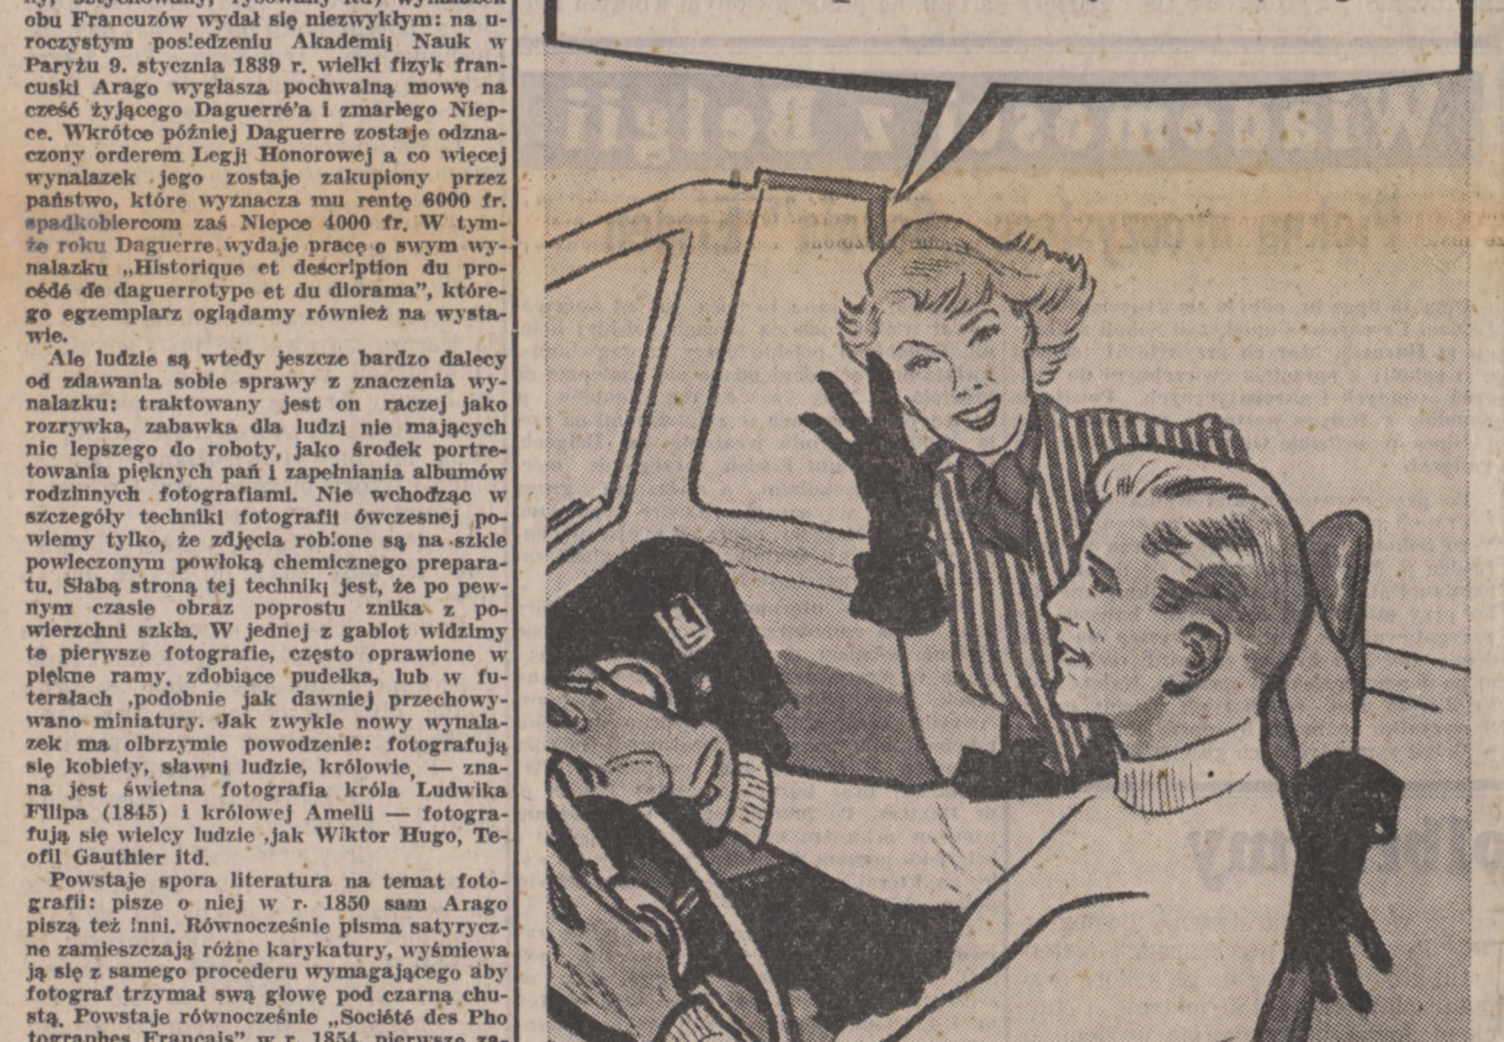 obu Francuzów wydał się niezwykłym: na u-
roczystym posiedzeniu Akademij Nauk w
Paryżu 9. stycznia 1839 r. wielki fizyk fran-
cuski Arago wygłasza pochwalną mowę na
cześć żyjącego Daguerré’a i zmarłego Niep-
ce. Wkrótce później Daguerre zostaje odzna-
czony orderem Legji Honorowej a co więcej
wynalazek jego zostaje zakupiony przez
państwo, które wyznacza mu rentę 6000 fr.
spadkobiercom zaś Niepce 4000 fr. W tym-
że roku Daguerre wydaje pracę o swym wy-
nalazku „Historique et description du pro-
cédé de daguerrotype et du diorama”, które-
go egzemplarz oglądamy również na wysta-
wie.
Ale ludzie są wtedy jeszcze bardzo dalecy
od zdawania sobie sprawy z znaczenia wy-
nalazku: traktowany jest on raczej jako
rozrywka, zabawka dla ludzi nie mających
nic lepszego do roboty, jako środek portre-
towania pięknych pań i zapełniania albumów
rodzinnych fotografiami. Nie wchodząc w
szczegóły techniki fotografii ówczesnej po-
wiemy tylko, że zdjęcia robione są na szkle
powleczonym powłoką chemicznego prepara-
tu. Słabą stroną tej techniki jest, że po pew-
nym czasie obraz poprostu znika z po-
wierzchni szkła. W jednej z gablot widzimy
te pierwsze fotografie, często oprawione w
piękne ramy, zdobiące pudełka, lub w fu-
terałach ,podobnie jak dawniej przechowy-
wano miniatury. Jak zwykle nowy wynala-
zek ma olbrzymie powodzenie: fotografują
się kobiety, sławni ludzie, królowie, — zna-
na jest świetna fotografia króla Ludwika
Filipa (1845) i królowej Amelii — fotogra-
fują się wielcy ludzie ,jak Wiktor Hugo, Te-
ofil Gauthier itd.
Powstaje spora literatura na temat foto-
grafii: pisze o niej w r. 1850 sam Arago
piszą też inni. Równocześnie pisma satyrycz-
ne zamieszczają różne karykatury, wyśmiewa
ją się z samego procederu wymagającego aby
fotograf trzymał swą głowę pod czarną chu-
stą. Powstaje równocześnie „Société des Pho
tographes Français” w r. 1854 pierwsze za-